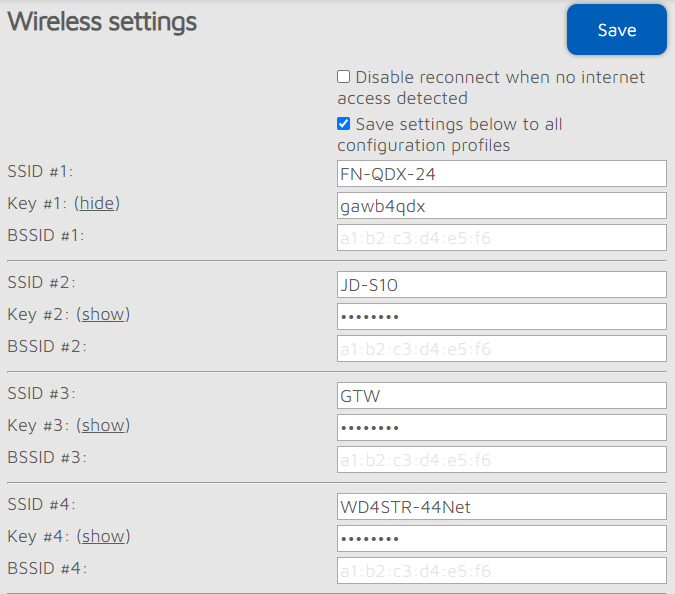 Wireless settings
Save
Disable reconnect when no internet
access detected
Save settings below to all
configuration profiles
SSID #1:
FN-QDX-24
Key #1: (hide)
gawb4qdx
BSSID #1:
a1:b2:c3:d4:e5:f6
SSID #2:
JD-S10
Key #2: (show)
••••••••
BSSID #2:
a1:b2:c3:d4:e5:f6
SSID #3:
GTW
Key #3: (show)
••••••••
BSSID #3:
a1:b2:c3:d4:e5:f6
SSID #4:
WD4STR-44Net
Key #4: (show)
••••••••
BSSID #4:
a1:b2:c3:d4:e5:f6